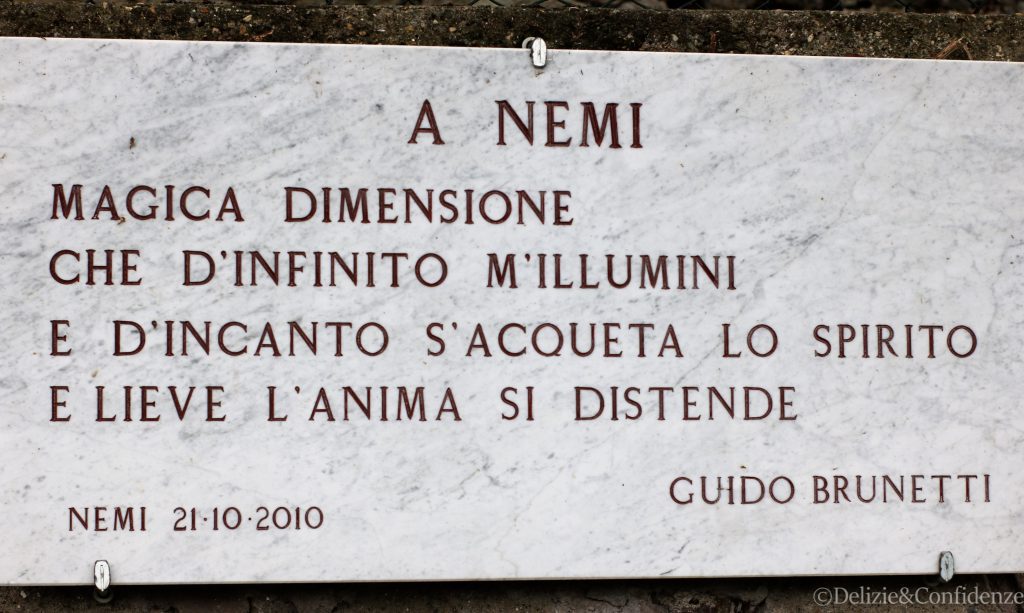 A NEMI
MAGICA DIMENSIONE
CHE D'INFINITO M'ILLUMINI
E D'INCANTO S'ACQUETA LO SPIRITO
E LIEVE L'ANIMA SI DISTENDE
GUIDO BRUNETTI
NEMI 21·10·2010
©Delizie&Confidenze